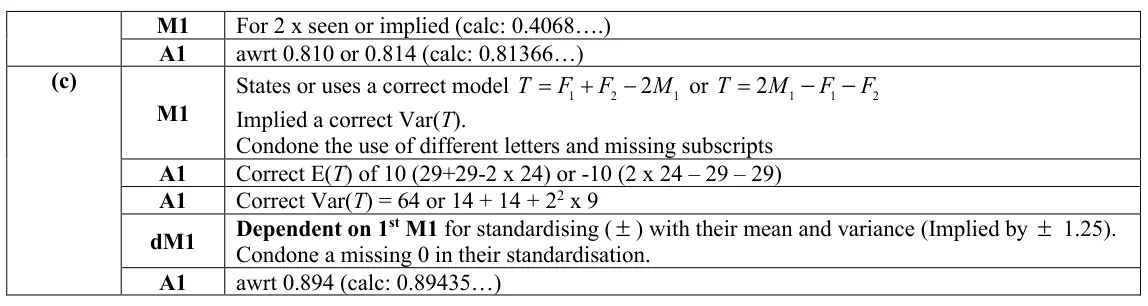 M1 For 2 x seen or implied (calc: 0.4068….)
A1 awrt 0.810 or 0.814 (calc: 0.81366…)
(c) M1 States or uses a correct model T = F₁ + F₂ − 2M₁ or T = 2M₁ − F₁ − F₂
Implied a correct Var(T).
Condone the use of different letters and missing subscripts
A1 Correct E(T) of 10 (29+29-2 x 24) or -10 (2 x 24 – 29 – 29)
A1 Correct Var(T) = 64 or 14 + 14 + 2² x 9
dM1 Dependent on 1st M1 for standardising (±) with their mean and variance (Implied by ± 1.25).
Condone a missing 0 in their standardisation.
A1 awrt 0.894 (calc: 0.89435…)